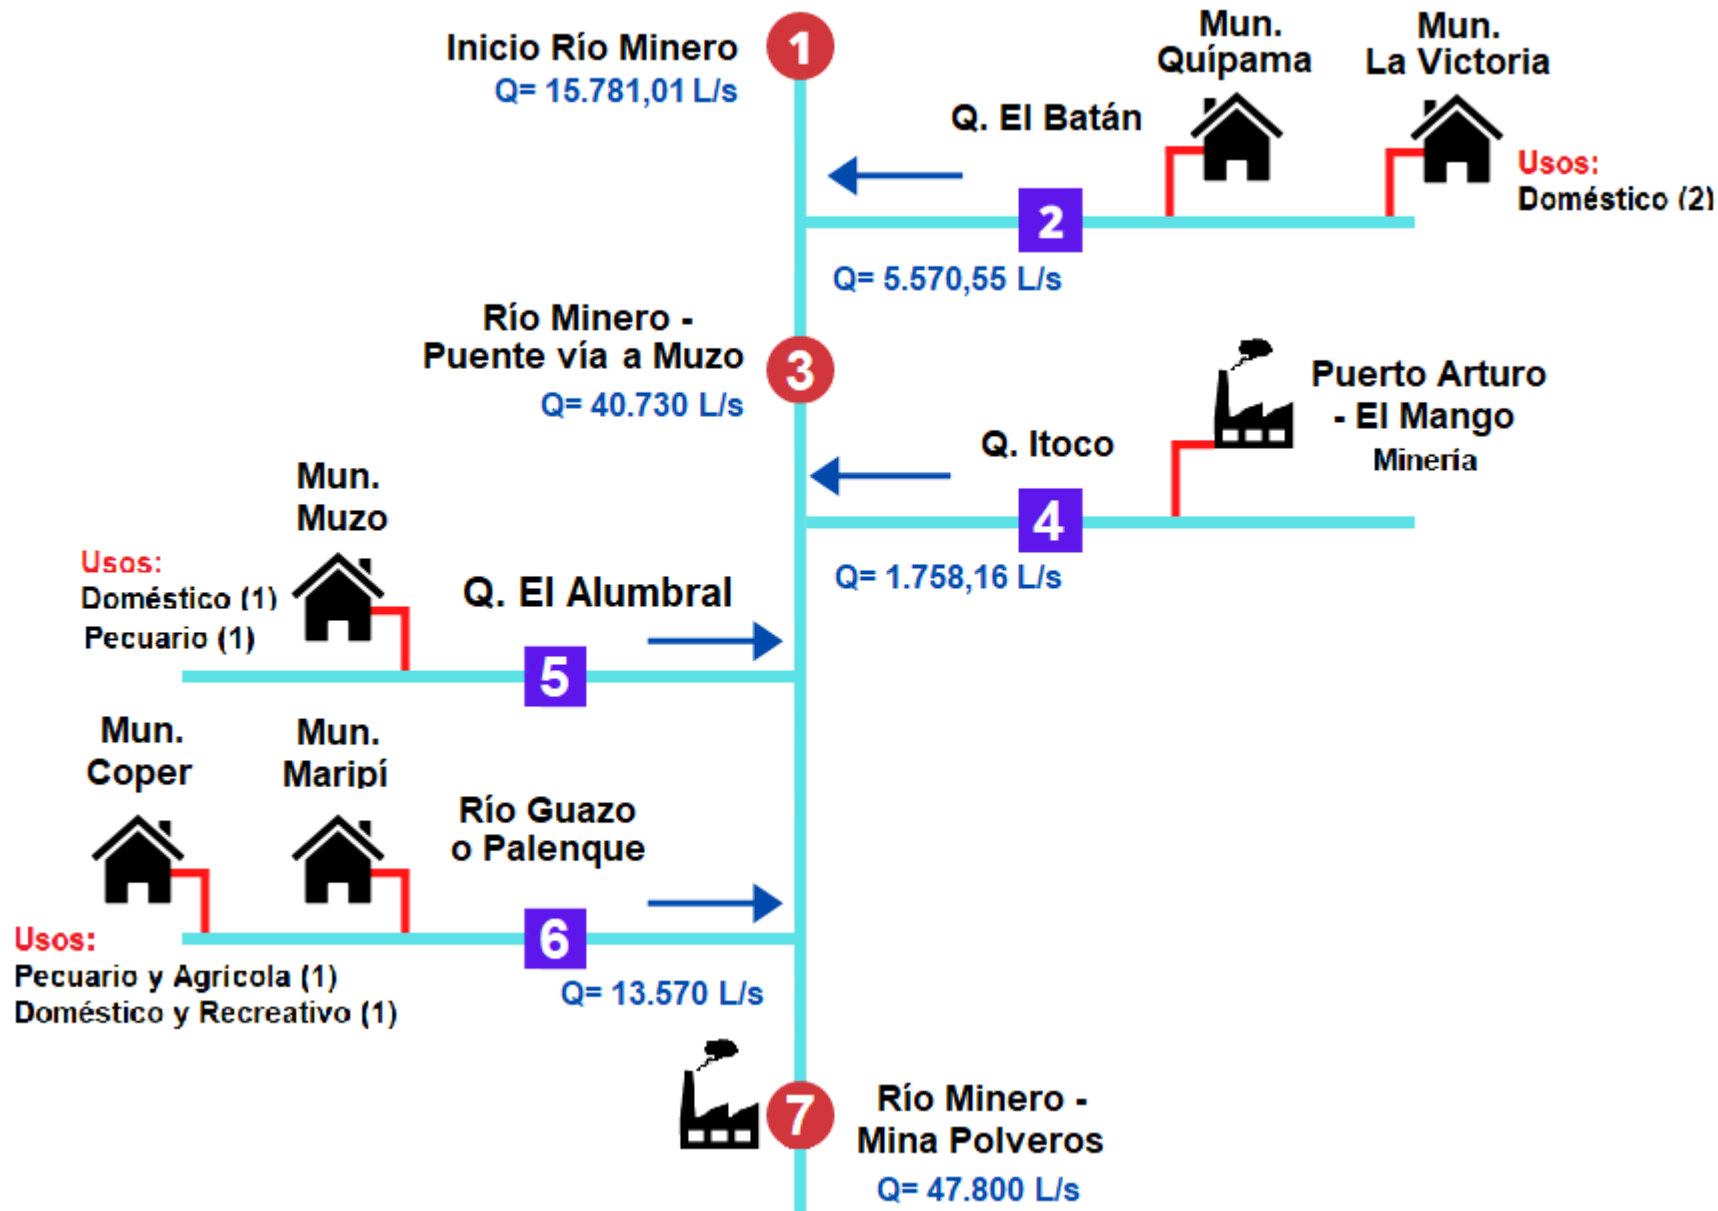 Inicio Río Minero
Q= 15.781,01 L/s
1
Mun.
Quípama
Mun.
La Victoria
Q. El Batán
Usos:
Doméstico (2)
2
Q= 5.570,55 L/s
Río Minero -
Puente vía a Muzo
Q= 40.730 L/s
3
Puerto Arturo
- El Mango
Minería
Q. Itoco
4
Q= 1.758,16 L/s
Mun.
Muzo
Usos:
Doméstico (1)
Pecuario (1)
Q. El Alumbral
5
Mun.
Coper
Mun.
Maripí
Río Guazo
o Palenque
6
Usos:
Pecuario y Agrícola (1)
Doméstico y Recreativo (1)
Q= 13.570 L/s
7
Río Minero -
Mina Polveros
Q= 47.800 L/s